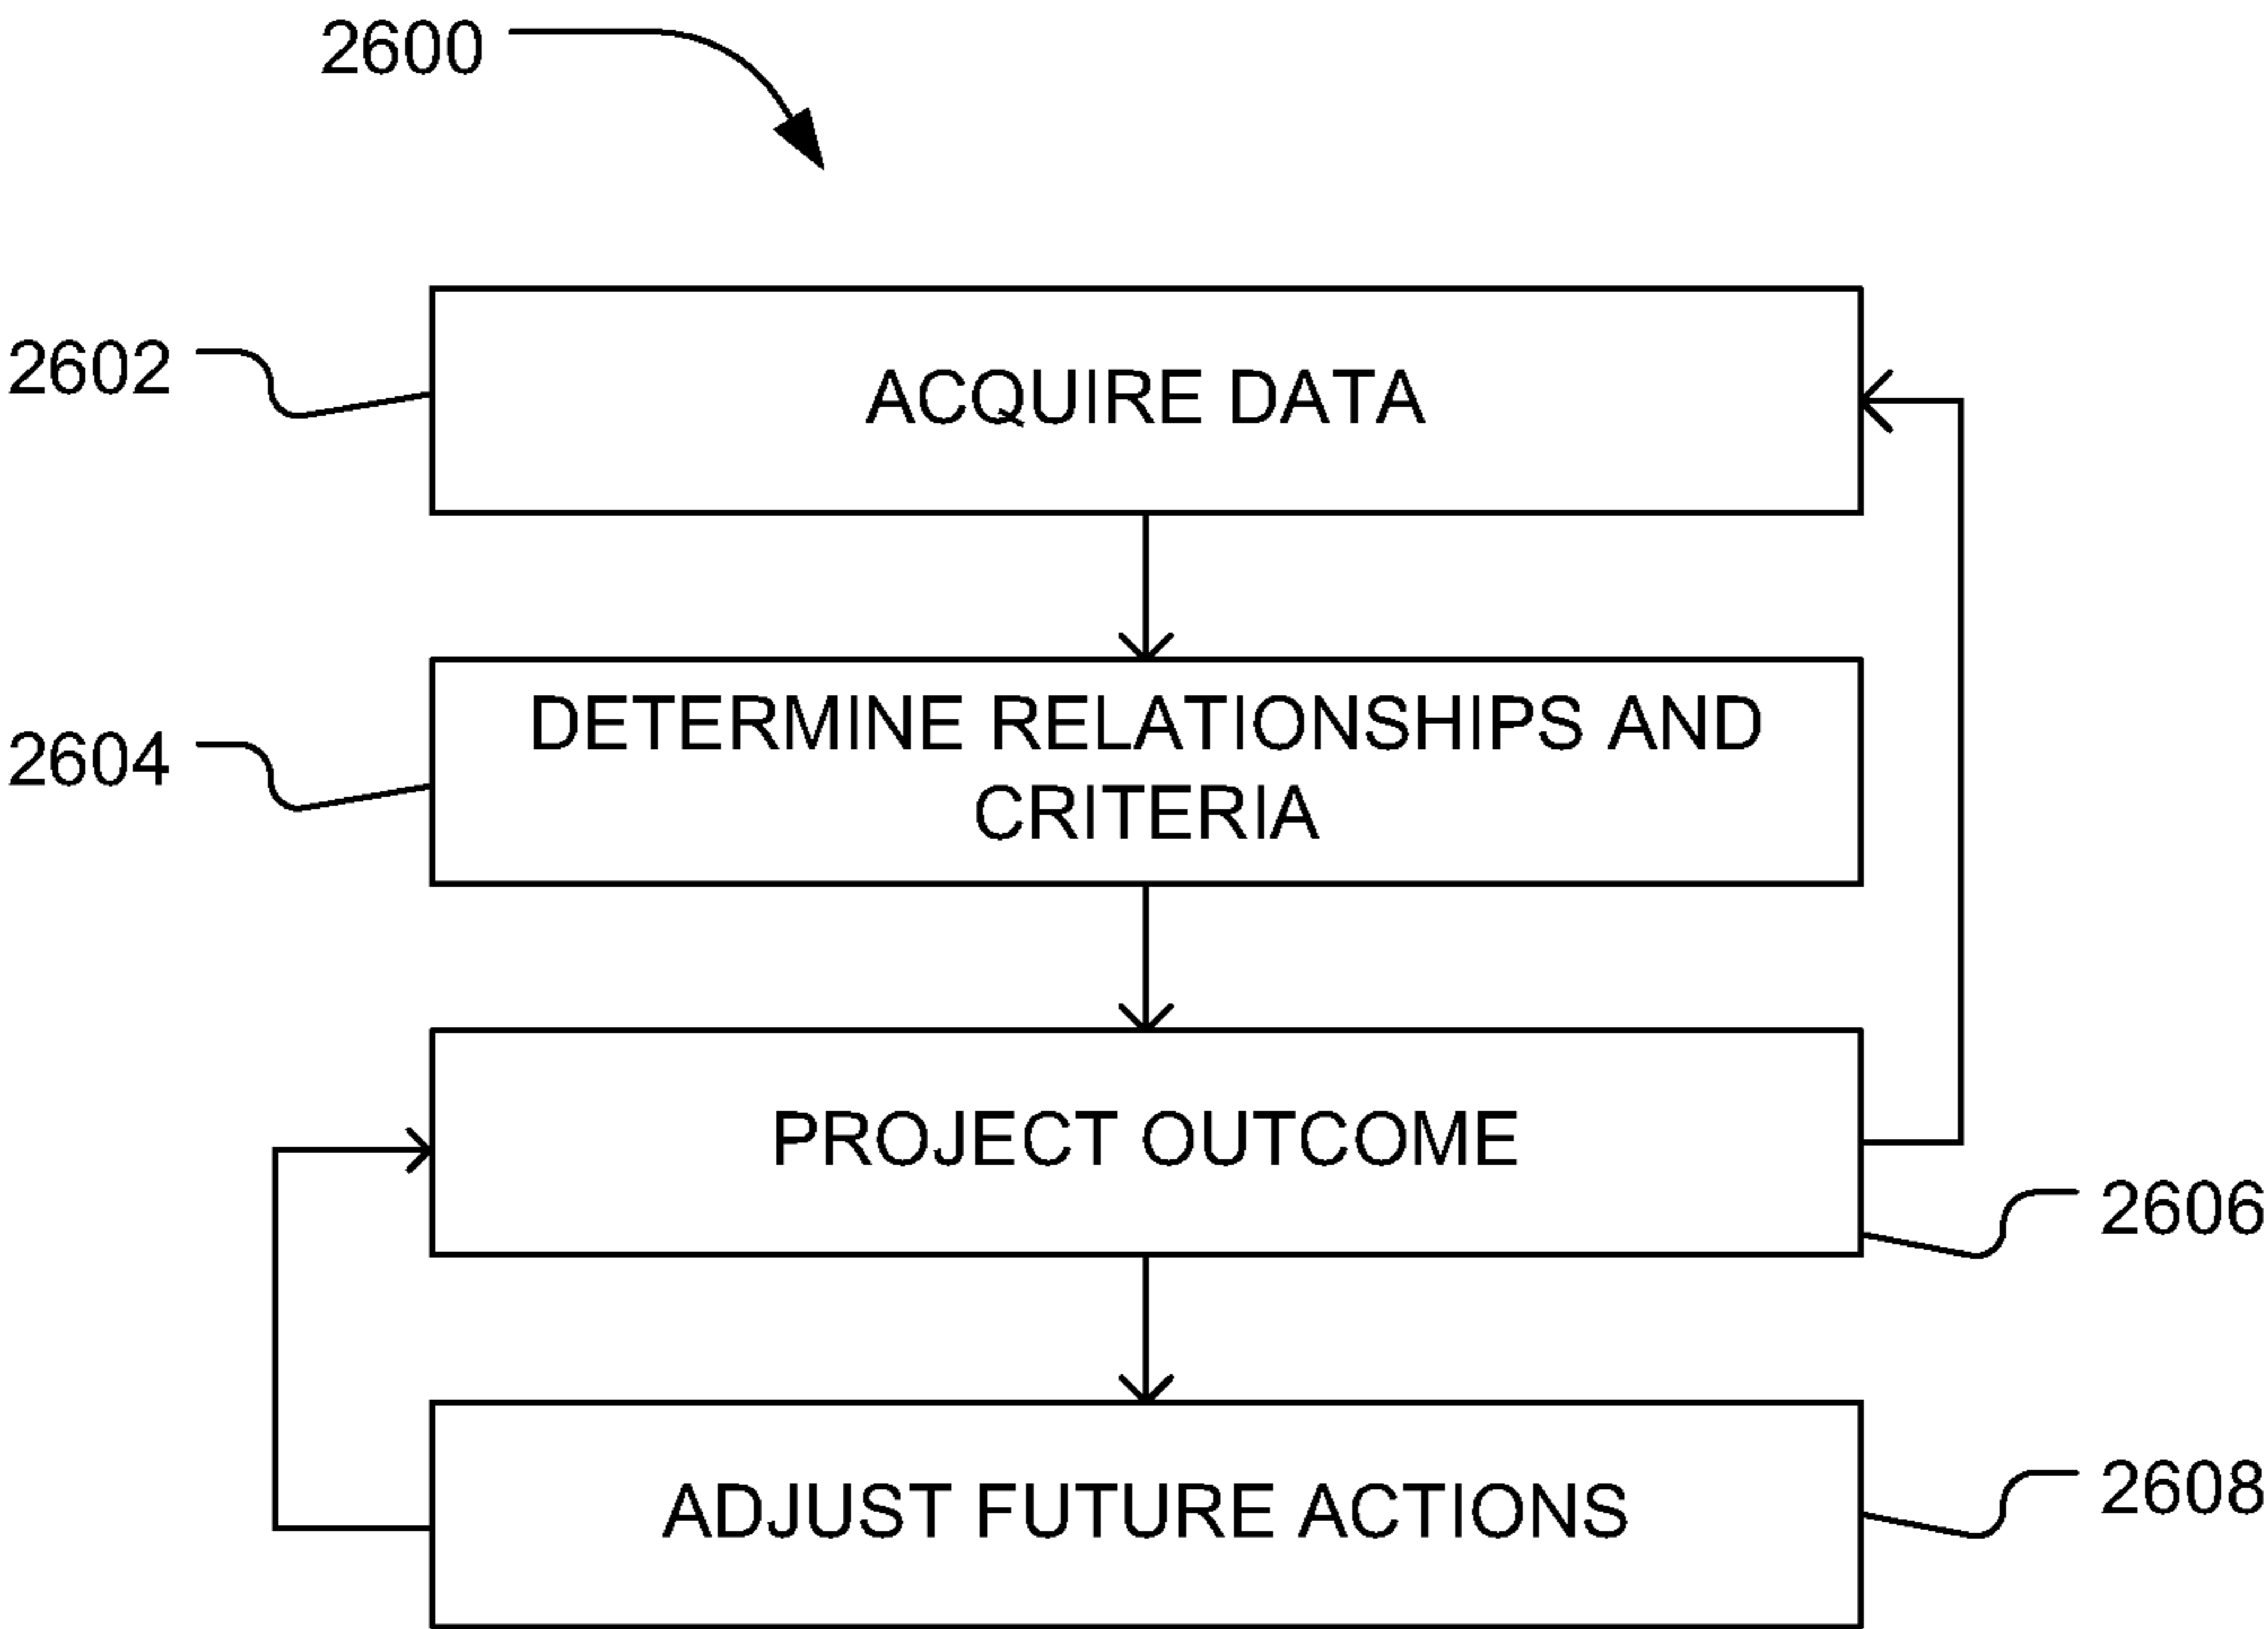 2600
2602
ACQUIRE DATA
2604
DETERMINE RELATIONSHIPS AND
CRITERIA
PROJECT OUTCOME
2606
ADJUST FUTURE ACTIONS
2608